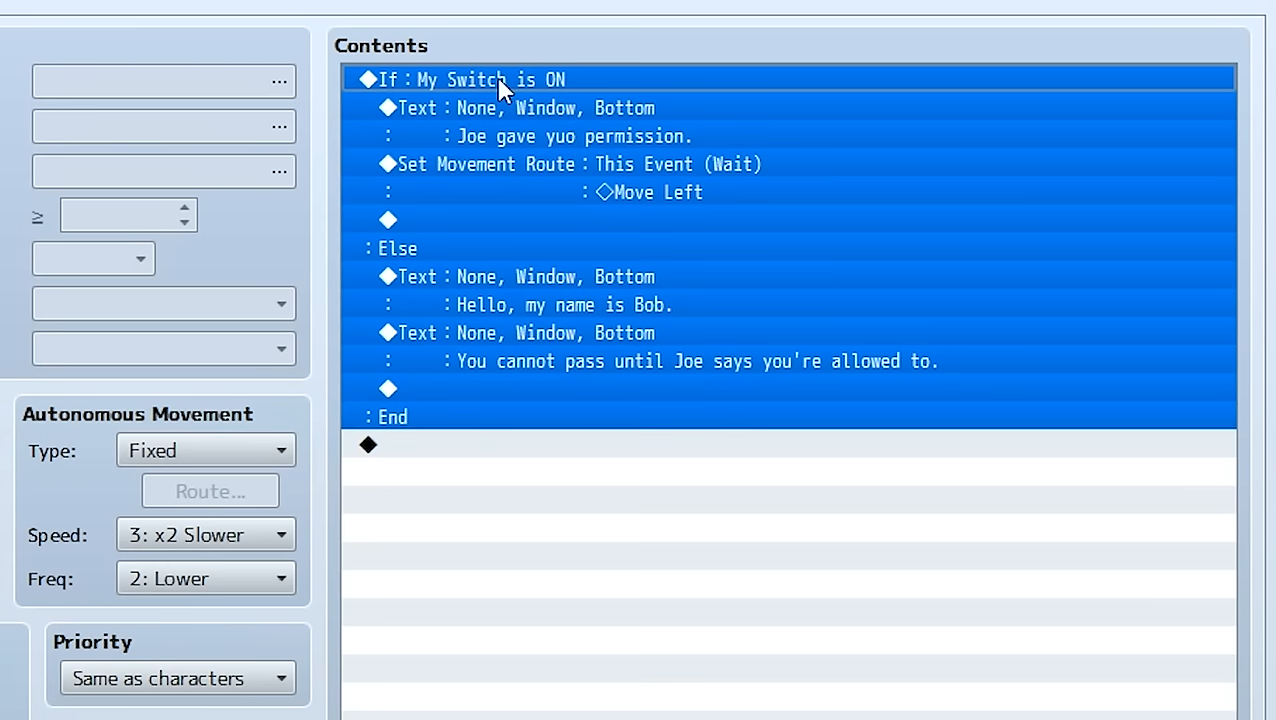 ...
...
...
≥
Autonomous Movement
Type: Fixed
Route...
Speed: 3: x2 Slower
Freq: 2: Lower
Priority
Same as characters
Contents
◆If : My Switch is ON
◆Text : None, Window, Bottom
: : Joe gave yuo permission.
◆Set Movement Route : This Event (Wait)
: : ◇Move Left
◆
: Else
◆Text : None, Window, Bottom
: : Hello, my name is Bob.
◆Text : None, Window, Bottom
: : You cannot pass until Joe says you're allowed to.
◆
: End
◆